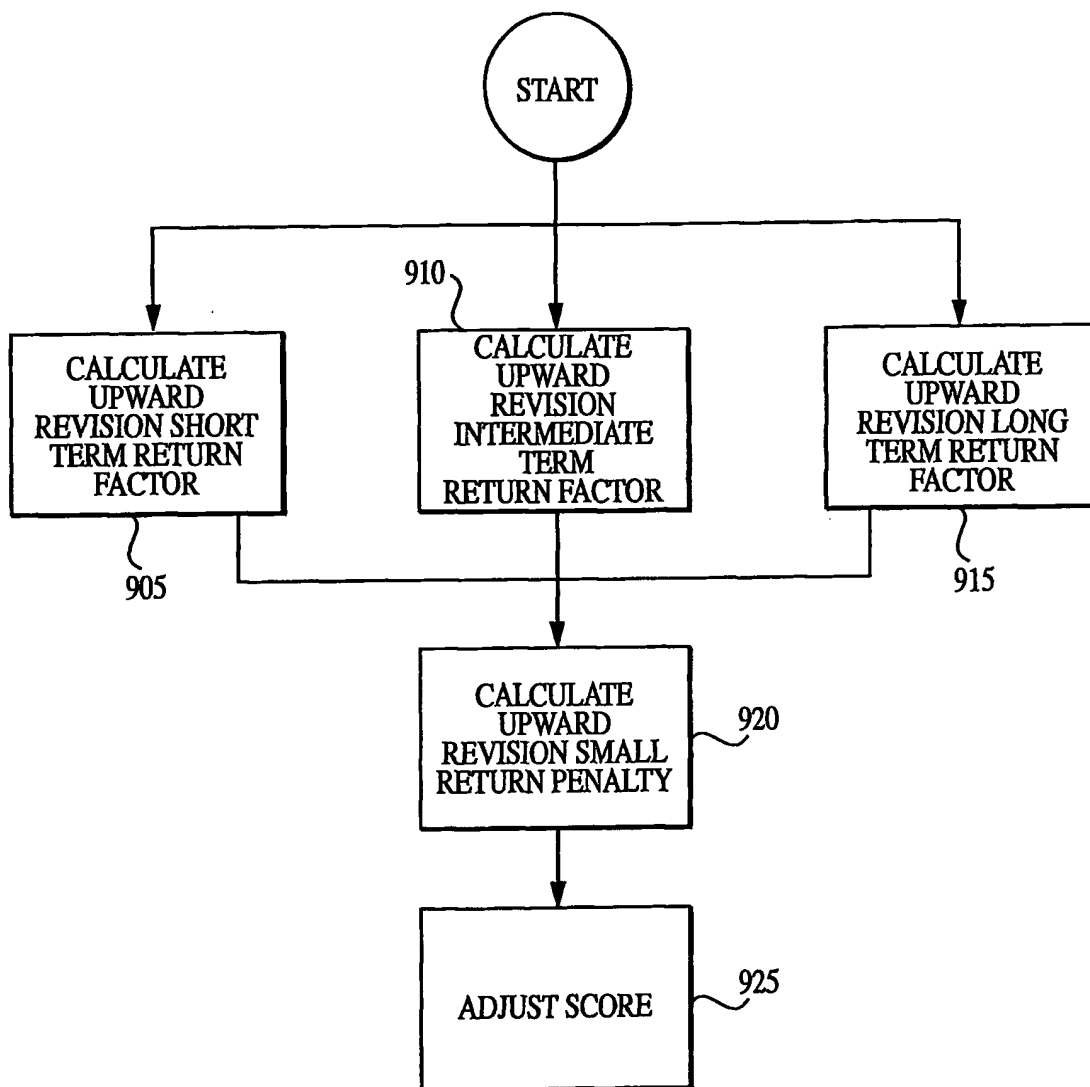 START
910
CALCULATE
UPWARD
REVISION SHORT
TERM RETURN
FACTOR
905
CALCULATE
UPWARD
REVISION
INTERMEDIATE
TERM
RETURN FACTOR
CALCULATE
UPWARD
REVISION LONG
TERM RETURN
FACTOR
915
CALCULATE
UPWARD
REVISION SMALL
RETURN PENALTY
920
ADJUST SCORE
925